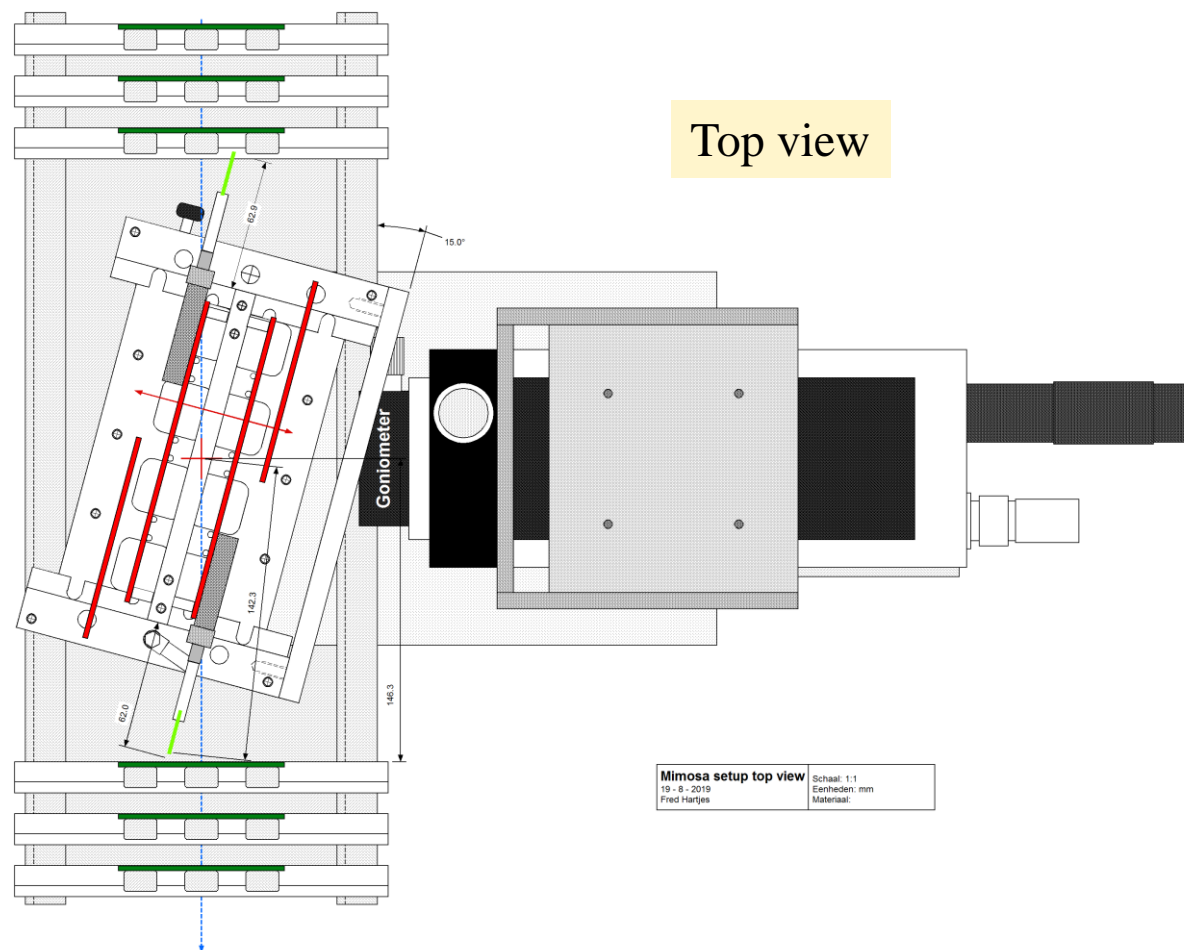 Top view
62.9
15.0°
Goniometer
142.3
146.3
62.0
Mimosa setup top view
19 - 8 - 2019
Fred Hartjes
Schaal: 1:1
Eenheden: mm
Materiaal: